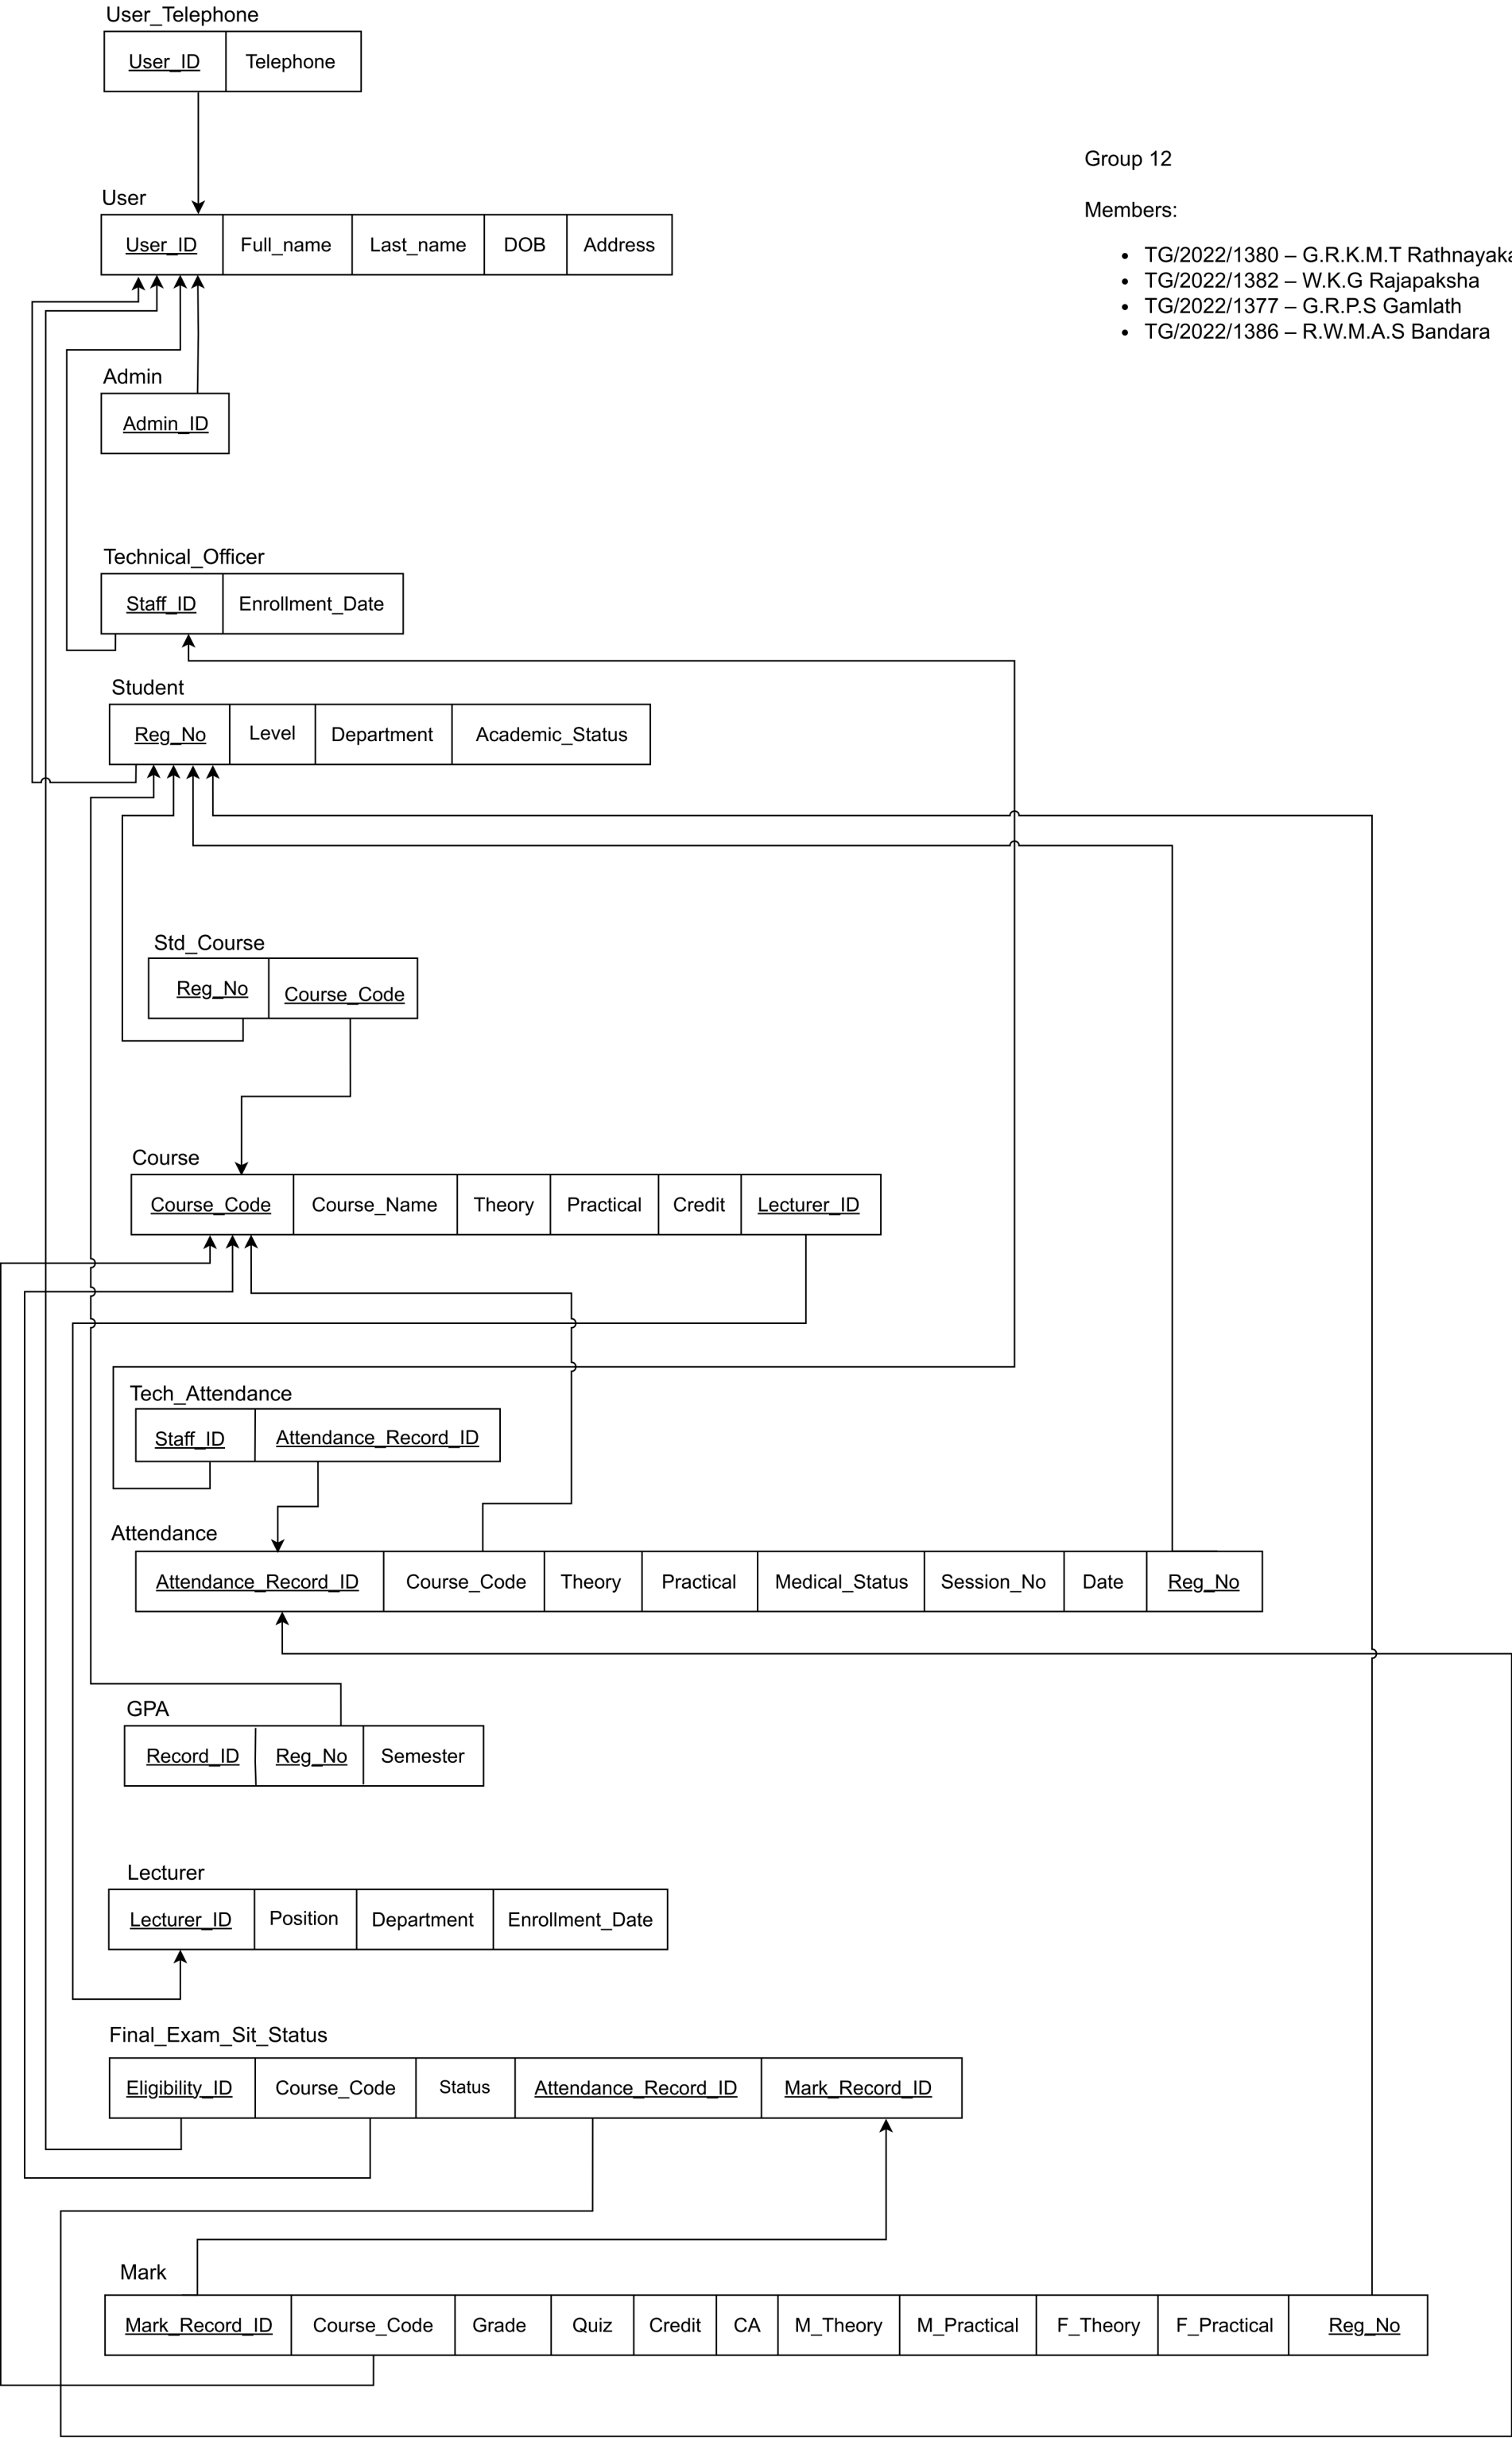 User_Telephone
User_ID Telephone
Group 12
Members:
• TG/2022/1380 – G.R.K.M.T Rathnayaka
• TG/2022/1382 – W.K.G Rajapaksha
• TG/2022/1377 – G.R.P.S Gamlath
• TG/2022/1386 – R.W.M.A.S Bandara
User
User_ID Full_name Last_name DOB Address
Admin
Admin_ID
Technical_Officer
Staff_ID Enrollment_Date
Student
Reg_No Level Department Academic_Status
Std_Course
Reg_No Course_Code
Course
Course_Code Course_Name Theory Practical Credit Lecturer_ID
Tech_Attendance
Staff_ID Attendance_Record_ID
Attendance
Attendance_Record_ID Course_Code Theory Practical Medical_Status Session_No Date Reg_No
GPA
Record_ID Reg_No Semester
Lecturer
Lecturer_ID Position Department Enrollment_Date
Final_Exam_Sit_Status
Eligibility_ID Course_Code Status Attendance_Record_ID Mark_Record_ID
Mark
Mark_Record_ID Course_Code Grade Quiz Credit CA M_Theory M_Practical F_Theory F_Practical Reg_No